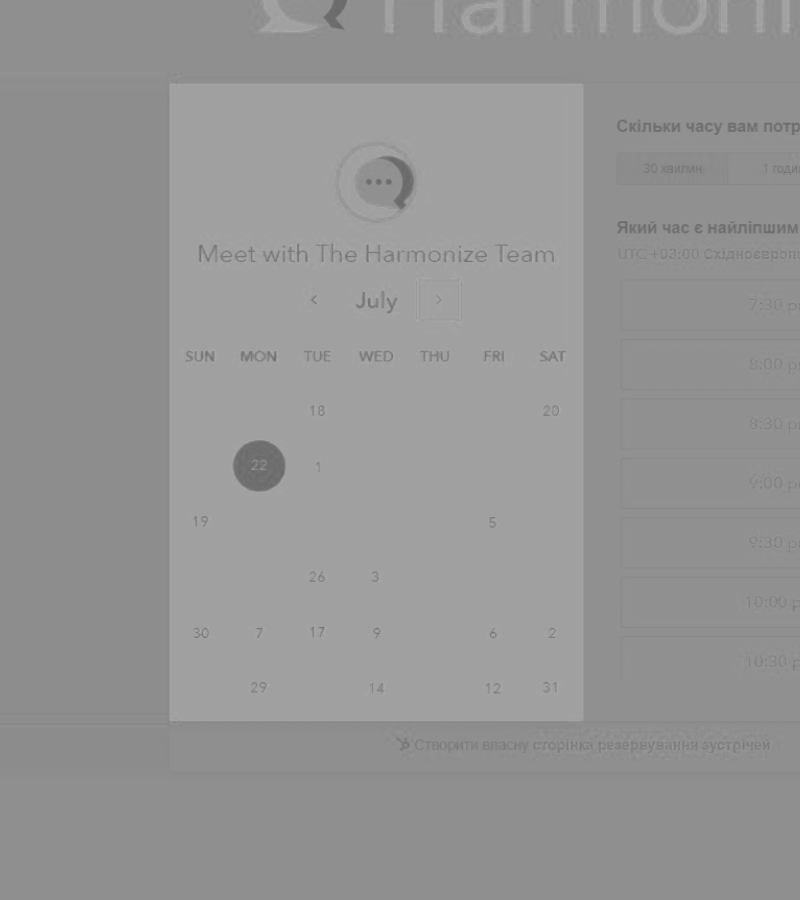 Harmoni
Meet with The Harmonize Team
July
SUN MON TUE WED THU FRI SAT
18 20
22 1
19 5
26 3
30 7 17 9 6 2
29 14 12 31
Скільки часу вам потр
30 хвилин 1 годи
Який час є найліпшим
UTC +03:00 Східноєвропе
7:30 p
8:00 p
8:30 p
9:00 p
9:30 p
10:00 p
10:30 p
Створити власну сторінка резервування зустрічей